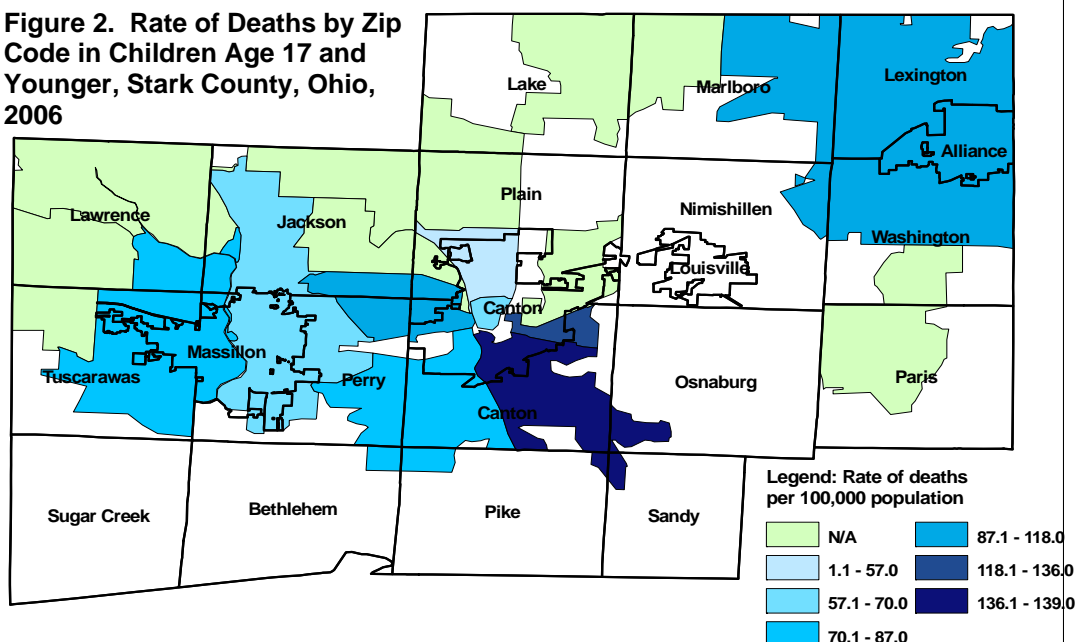 Figure 2.  Rate of Deaths by Zip
Code in Children Age 17 and
Younger, Stark County, Ohio,
2006
Lake
Marlboro
Lexington
Alliance
Lawrence
Jackson
Plain
Nimishillen
Washington
Louisville
Canton
Massillon
Tuscarawas
Perry
Canton
Osnaburg
Paris
Sugar Creek
Bethlehem
Pike
Sandy
Legend: Rate of deaths
per 100,000 population
N/A
1.1 - 57.0
57.1 - 70.0
70.1 - 87.0
87.1 - 118.0
118.1 - 136.0
136.1 - 139.0